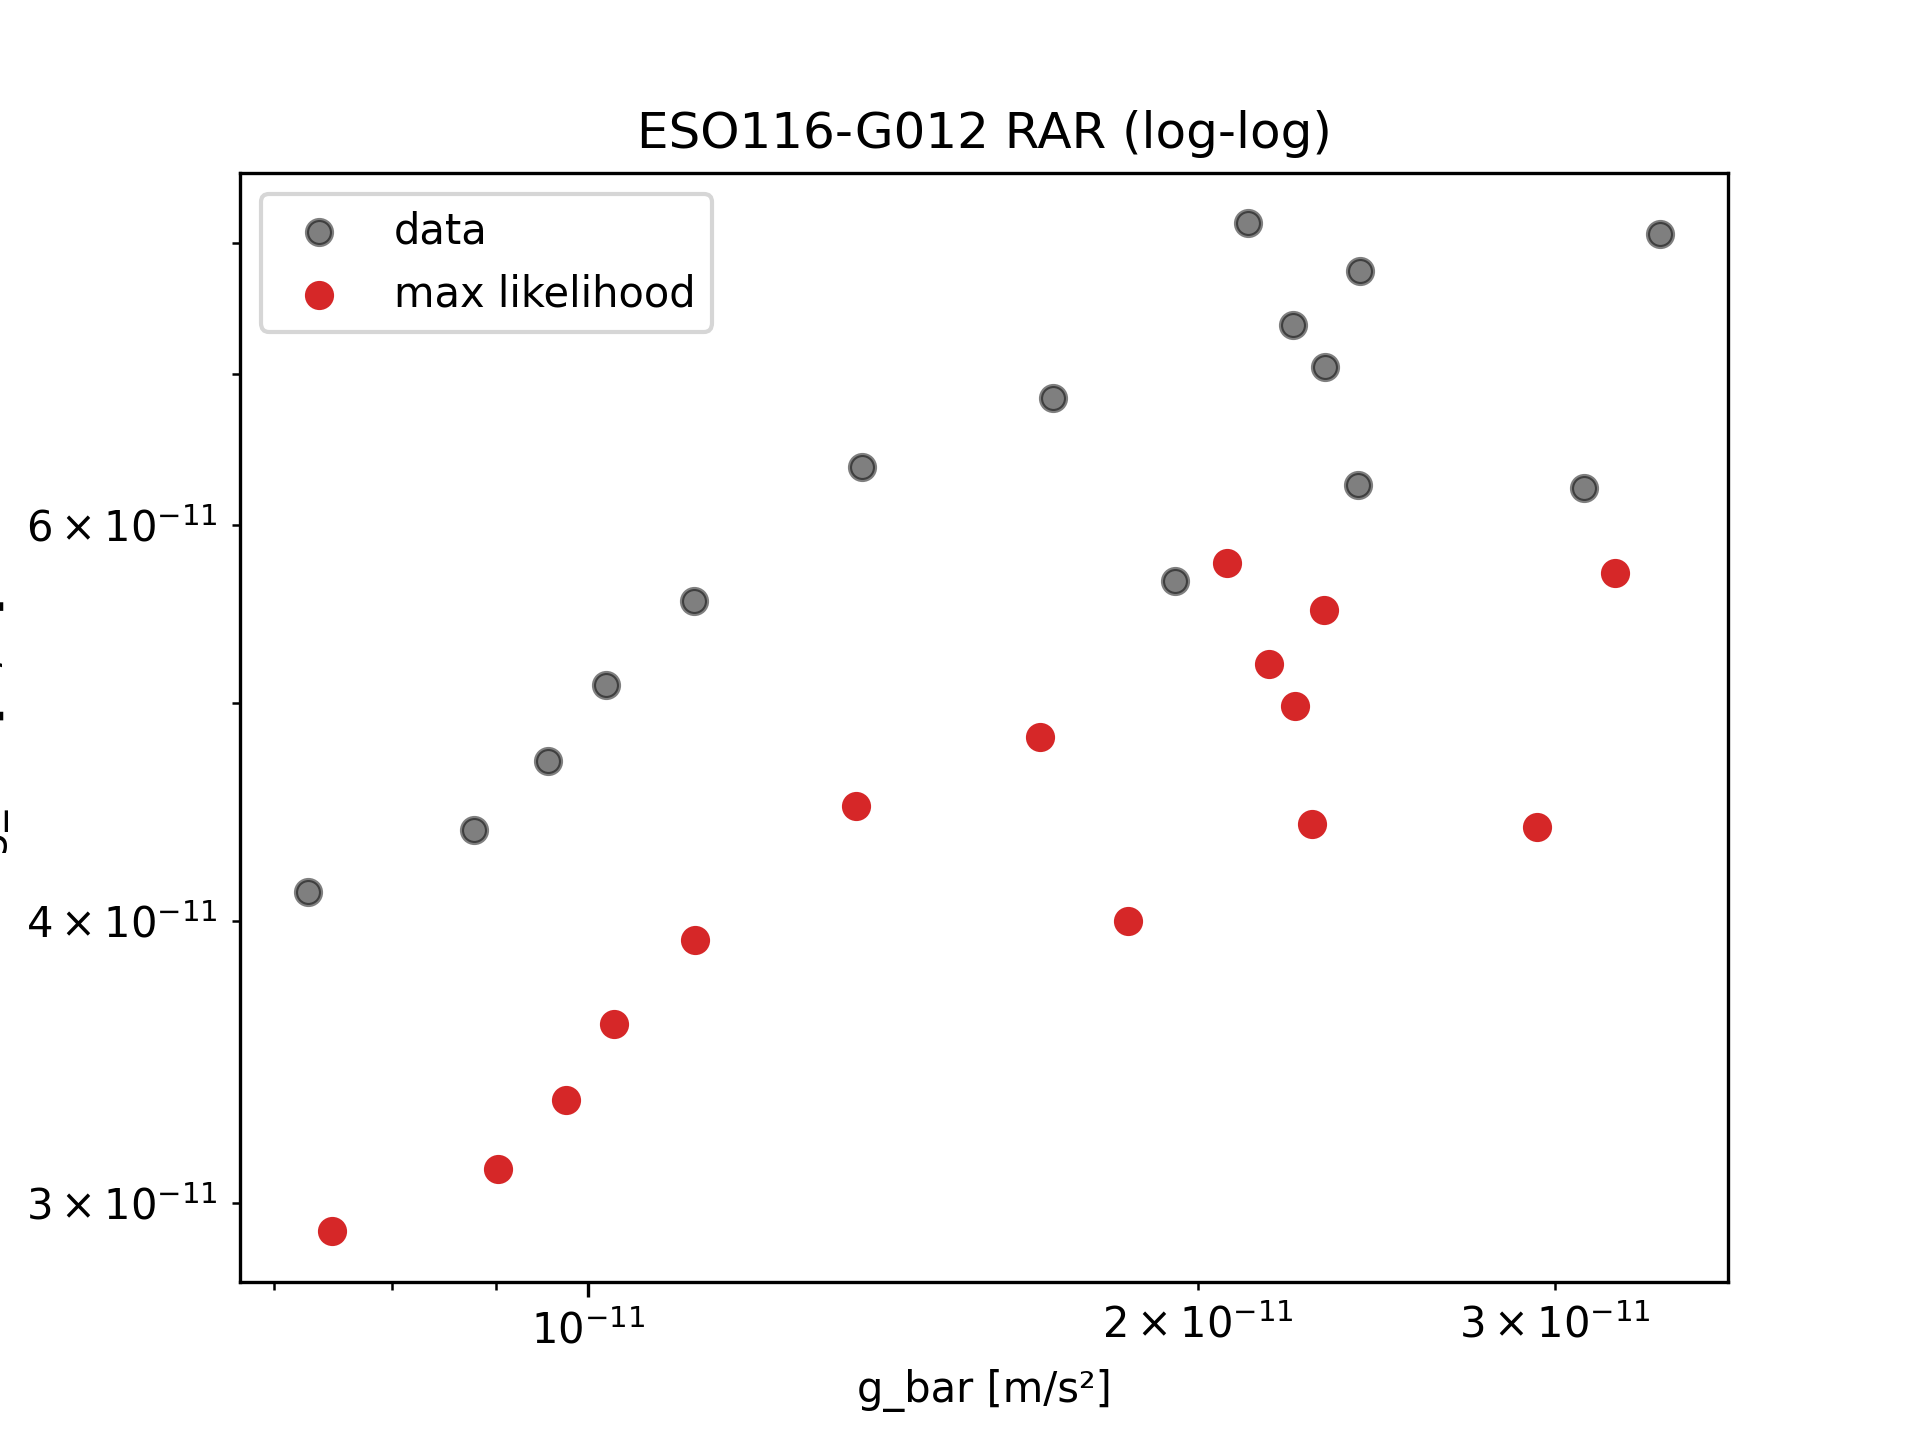 ESO116-G012 RAR (log-log)
data
max likelihood
6 × 10⁻¹¹
4 × 10⁻¹¹
3 × 10⁻¹¹
10⁻¹¹
2 × 10⁻¹¹
3 × 10⁻¹¹
g_bar [m/s²]